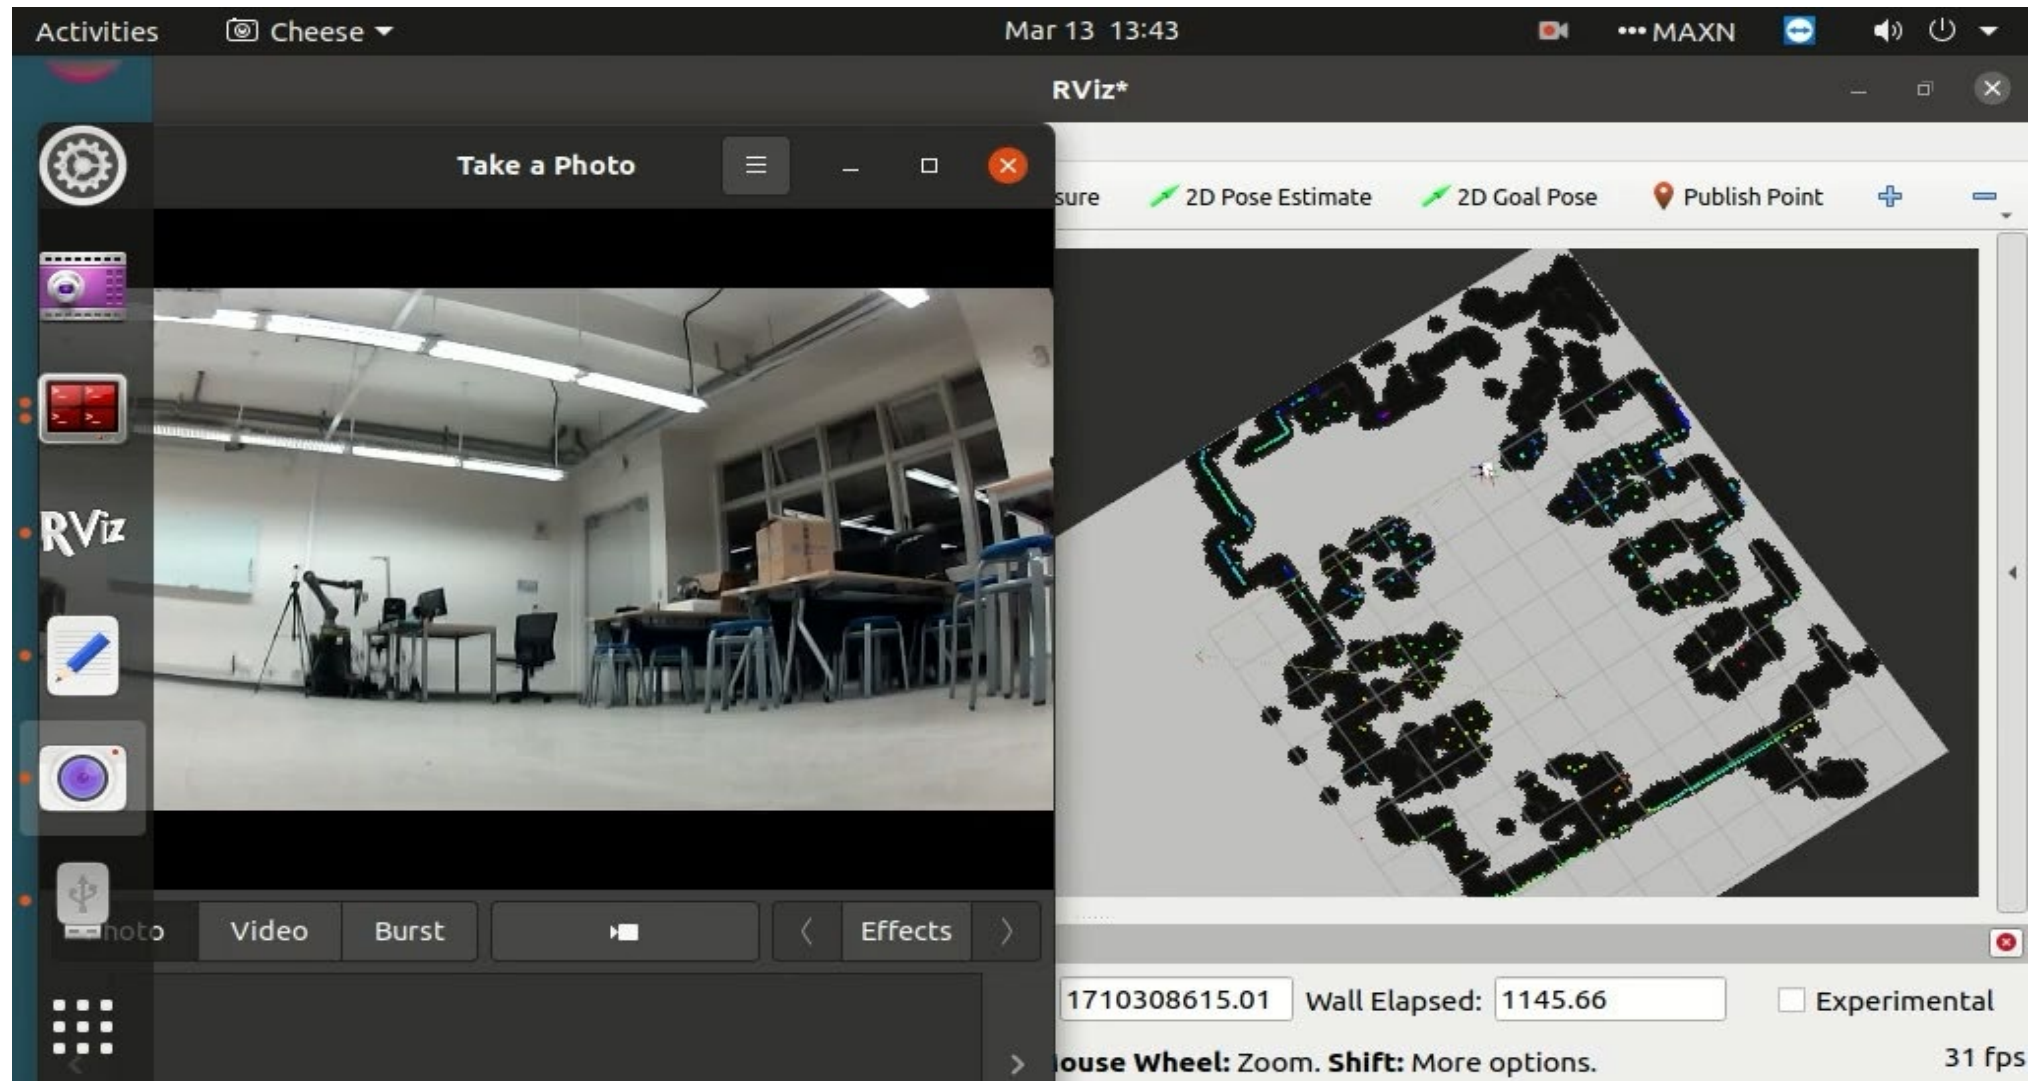 Activities Cheese Mar 13 13:43 MAXN
RViz*
Take a Photo
sure 2D Pose Estimate 2D Goal Pose Publish Point
RViz
hoto Video Burst Effects
1710308615.01 Wall Elapsed: 1145.66 Experimental
ouse Wheel: Zoom. Shift: More options. 31 fps